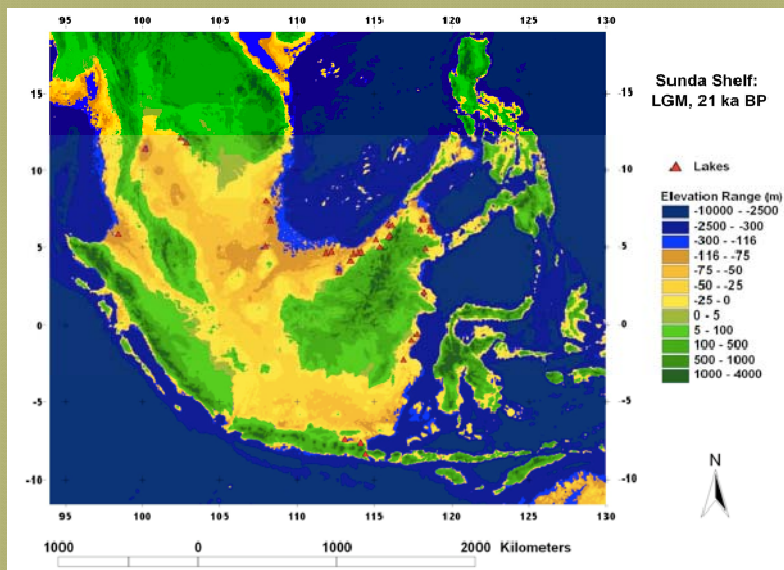 95 100 105 110 115 120 125 130
15 15
10 10
5 5
0 0
-5 -5
-10 -10
95 100 105 110 115 120 125 130
Sunda Shelf:
LGM, 21 ka BP
Lakes
Elevation Range (m)
-10000 - -2500
-2500 - -300
-300 - -116
-116 - -75
-75 - -50
-50 - -25
-25 - 0
0 - 5
5 - 100
100 - 500
500 - 1000
1000 - 4000
N
1000 0 1000 2000 Kilometers